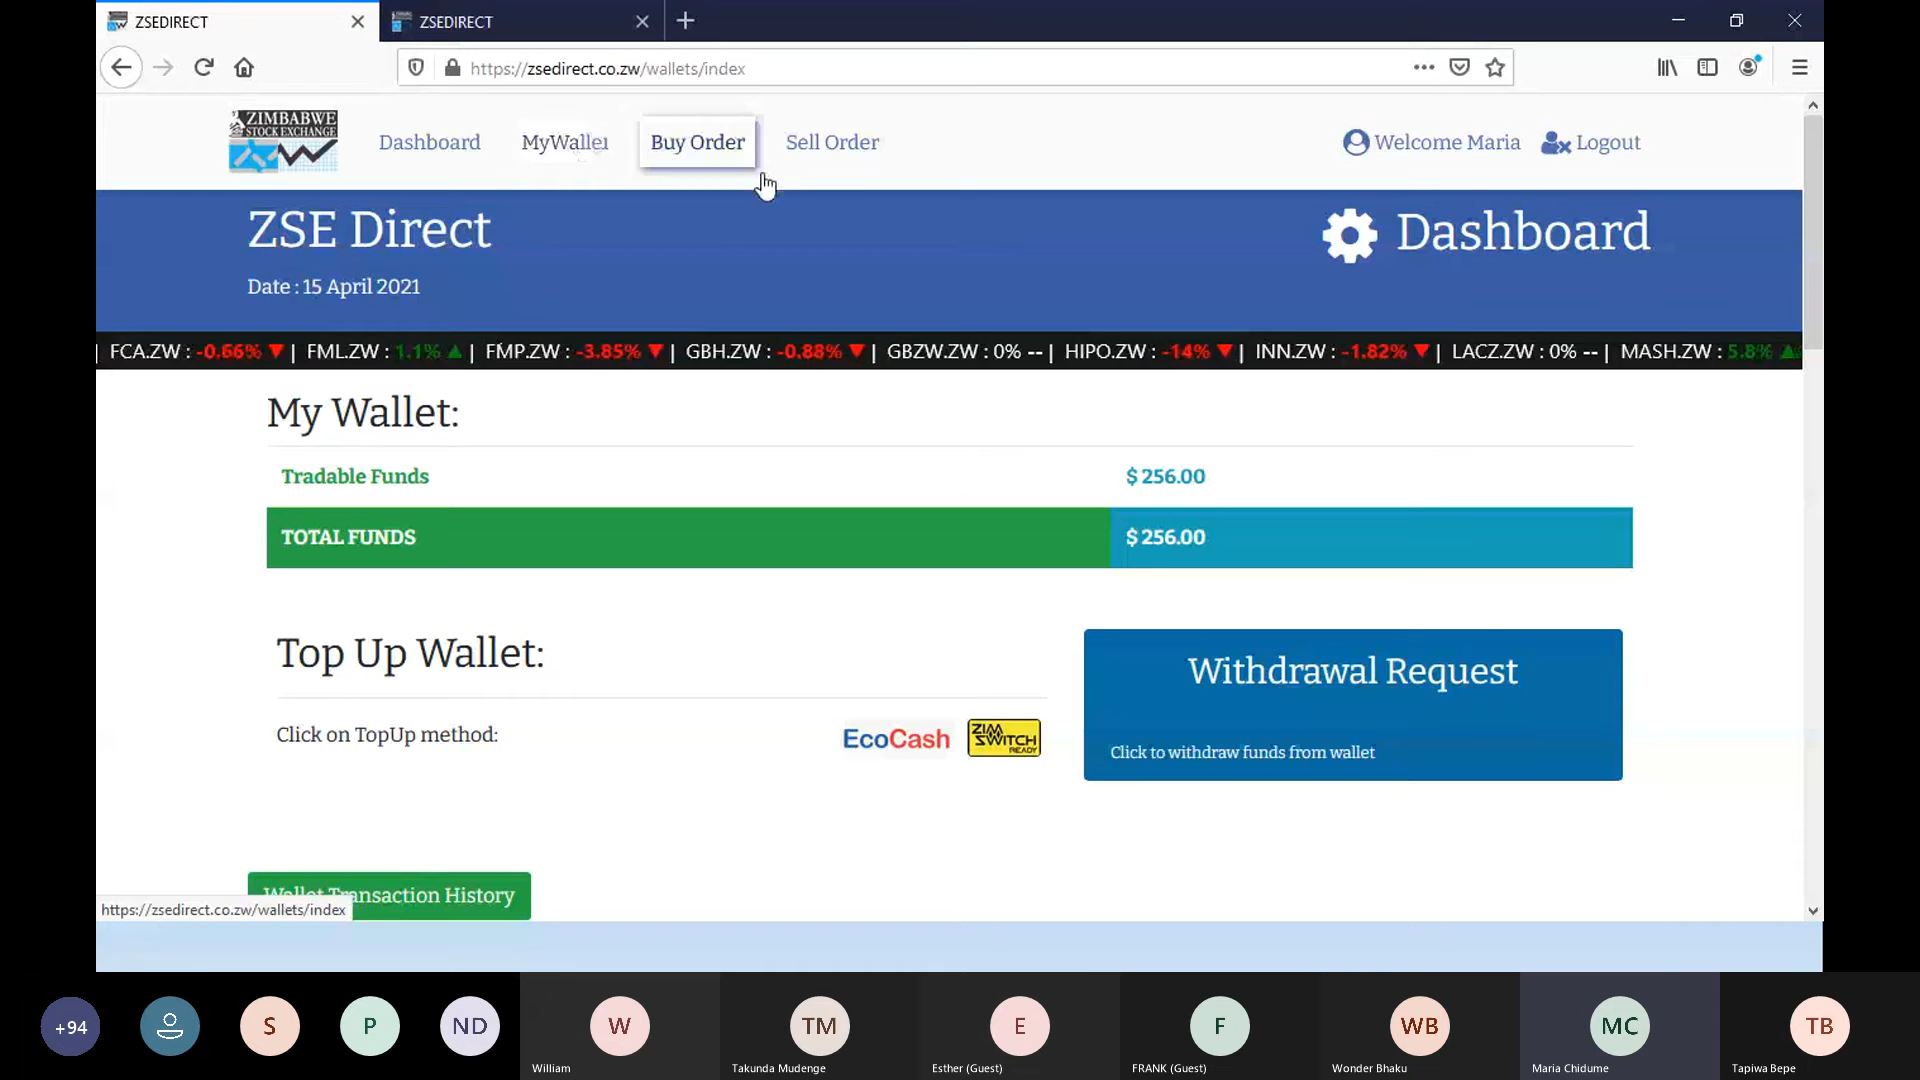 ZSEDIRECT
ZSEDIRECT
https://zsedirect.co.zw/wallets/index
ZIMBABWE
STOCK EXCHANGE
Dashboard
MyWallet
Buy Order
Sell Order
Welcome Maria
Logout
ZSE Direct
Dashboard
Date : 15 April 2021
| FCA.ZW : -0.66% ▼ | FML.ZW : 1.1% ▲ | FMP.ZW : -3.85% ▼ | GBH.ZW : -0.88% ▼ | GBZW.ZW : 0% -- | HIPO.ZW : -14% ▼ | INN.ZW : -1.82% ▼ | LACZ.ZW : 0% -- | MASH.ZW : 5.8% ▲
My Wallet:
Tradable Funds $ 256.00
TOTAL FUNDS $ 256.00
Top Up Wallet:
Click on TopUp method:
EcoCash
ZIM
SWITCH
READY
Withdrawal Request
Click to withdraw funds from wallet
Wallet Transaction History
https://zsedirect.co.zw/wallets/index
+94
S
P
ND
W
TM
E
F
WB
MC
TB
William
Takunda Mudenge
Esther (Guest)
FRANK (Guest)
Wonder Bhaku
Maria Chidume
Tapiwa Bepe